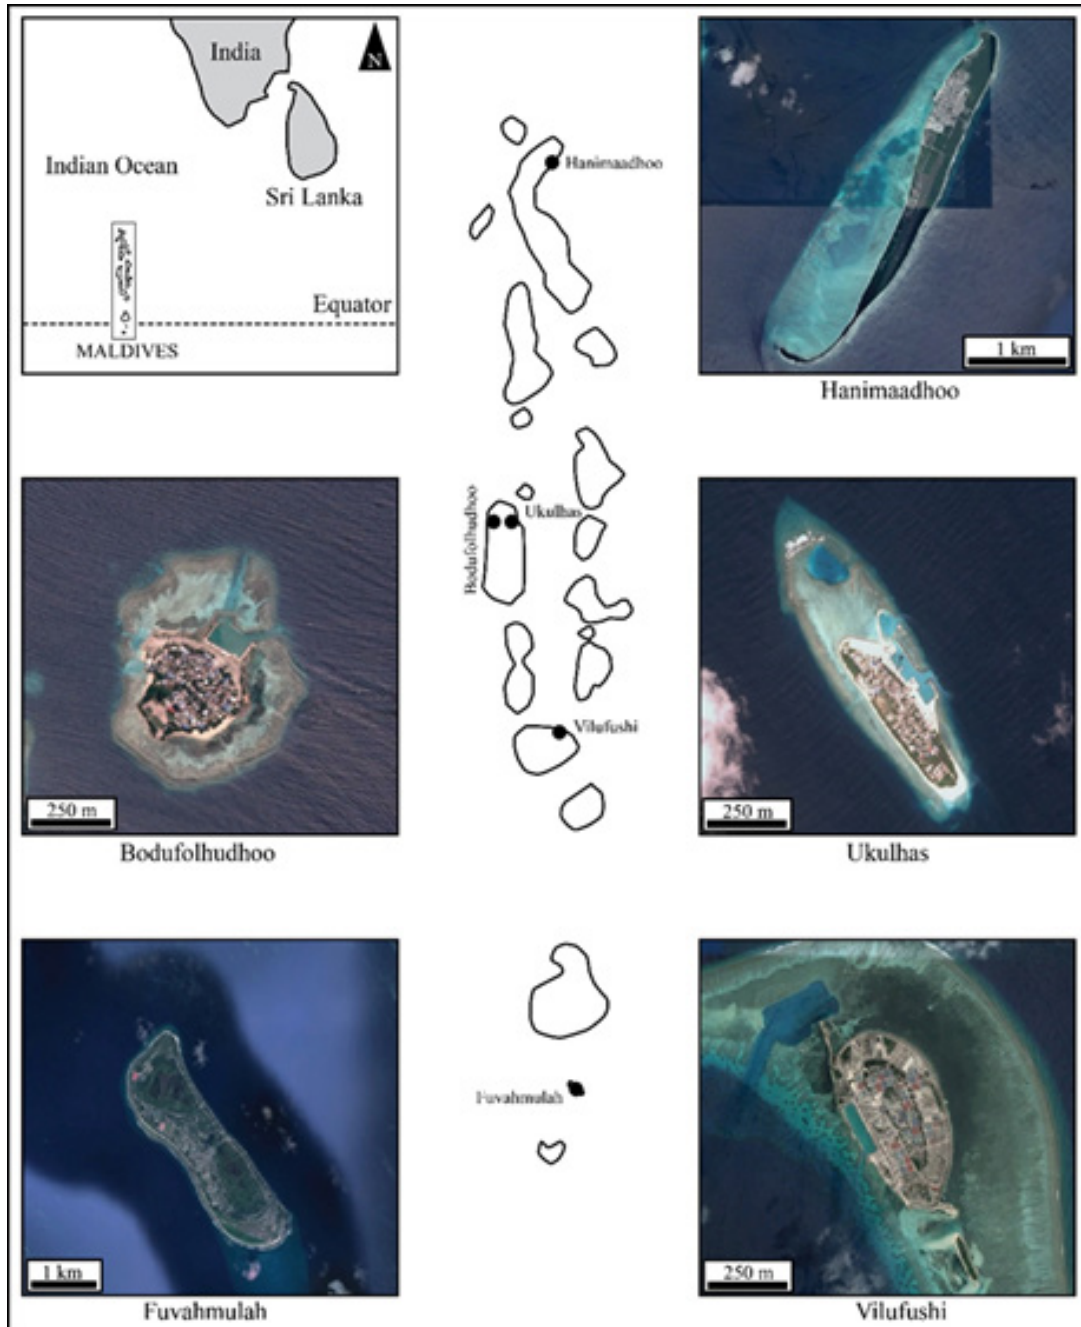 India
N
Indian Ocean
Sri Lanka
Equator
MALDIVES
Hanimaadhoo
1 km
Hanimaadhoo
Bodufolhudhoo
Ukulhas
Vilufushi
250 m
Bodufolhudhoo
250 m
Ukulhas
Fuvahmulah
1 km
Fuvahmulah
250 m
Vilufushi